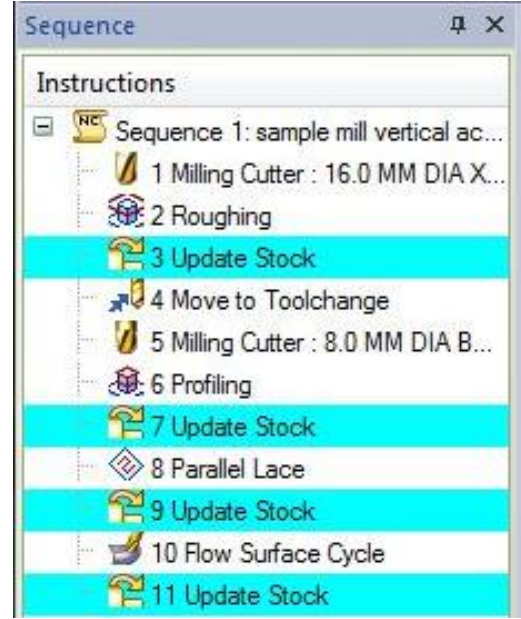 Sequence
Instructions
NC
Sequence 1: sample mill vertical ac...
1 Milling Cutter : 16.0 MM DIA X...
2 Roughing
3 Update Stock
4 Move to Toolchange
5 Milling Cutter : 8.0 MM DIA B...
6 Profiling
7 Update Stock
8 Parallel Lace
9 Update Stock
10 Flow Surface Cycle
11 Update Stock